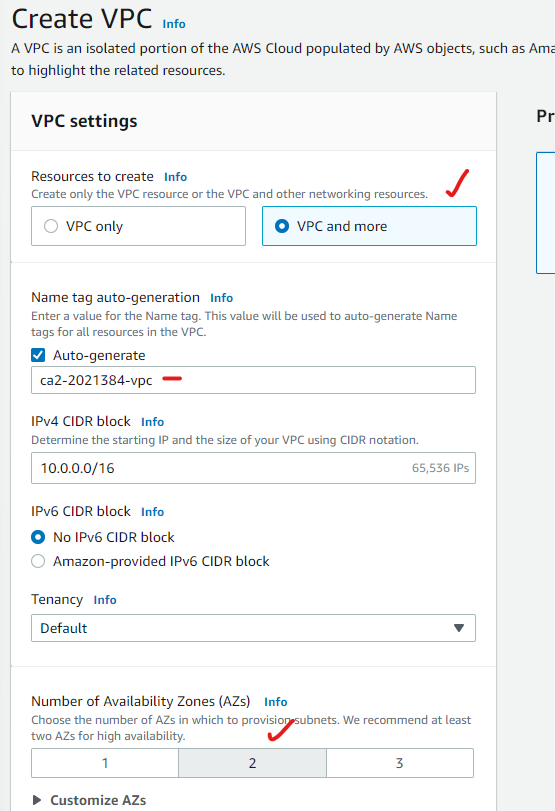 Create VPC Info
A VPC is an isolated portion of the AWS Cloud populated by AWS objects, such as Ama
to highlight the related resources.
VPC settings
Pr
Resources to create Info
Create only the VPC resource or the VPC and other networking resources.
VPC only
VPC and more
Name tag auto-generation Info
Enter a value for the Name tag. This value will be used to auto-generate Name
tags for all resources in the VPC.
Auto-generate
ca2-2021384-vpc
IPv4 CIDR block Info
Determine the starting IP and the size of your VPC using CIDR notation.
10.0.0.0/16 65,536 IPs
IPv6 CIDR block Info
No IPv6 CIDR block
Amazon-provided IPv6 CIDR block
Tenancy Info
Default
Number of Availability Zones (AZs) Info
Choose the number of AZs in which to provision subnets. We recommend at least
two AZs for high availability.
1 2 3
Customize AZs